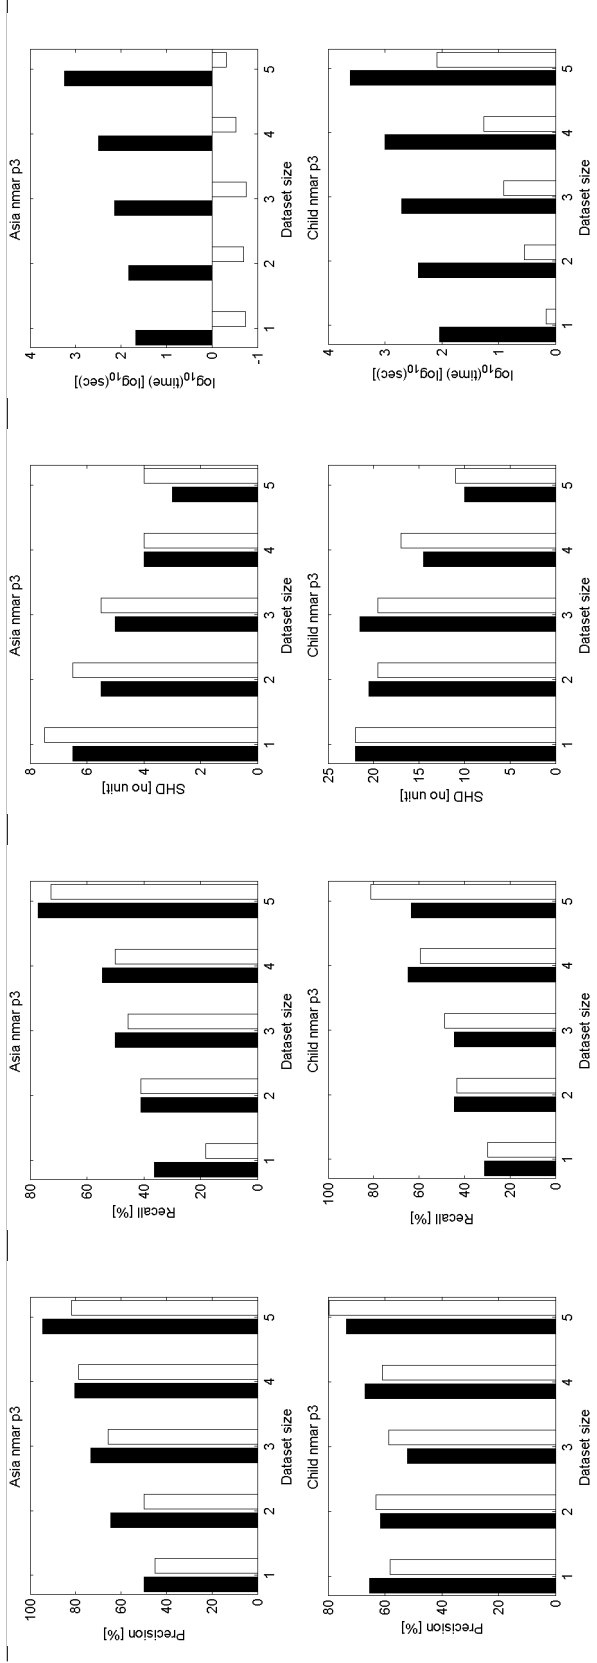 Asia nmar p3
Precision [%]
100
80
60
40
20
0
1 2 3 4 5
Dataset size
Asia nmar p3
Recall [%]
80
60
40
20
0
1 2 3 4 5
Dataset size
Asia nmar p3
SHD [no unit]
8
6
4
2
0
1 2 3 4 5
Dataset size
Asia nmar p3
log10(time) [log10(sec)]
4
3
2
1
0
-1
1 2 3 4 5
Dataset size
Child nmar p3
Precision [%]
80
60
40
20
0
1 2 3 4 5
Dataset size
Child nmar p3
Recall [%]
100
80
60
40
20
0
1 2 3 4 5
Dataset size
Child nmar p3
SHD [no unit]
25
20
15
10
5
0
1 2 3 4 5
Dataset size
Child nmar p3
log10(time) [log10(sec)]
4
3
2
1
0
1 2 3 4 5
Dataset size